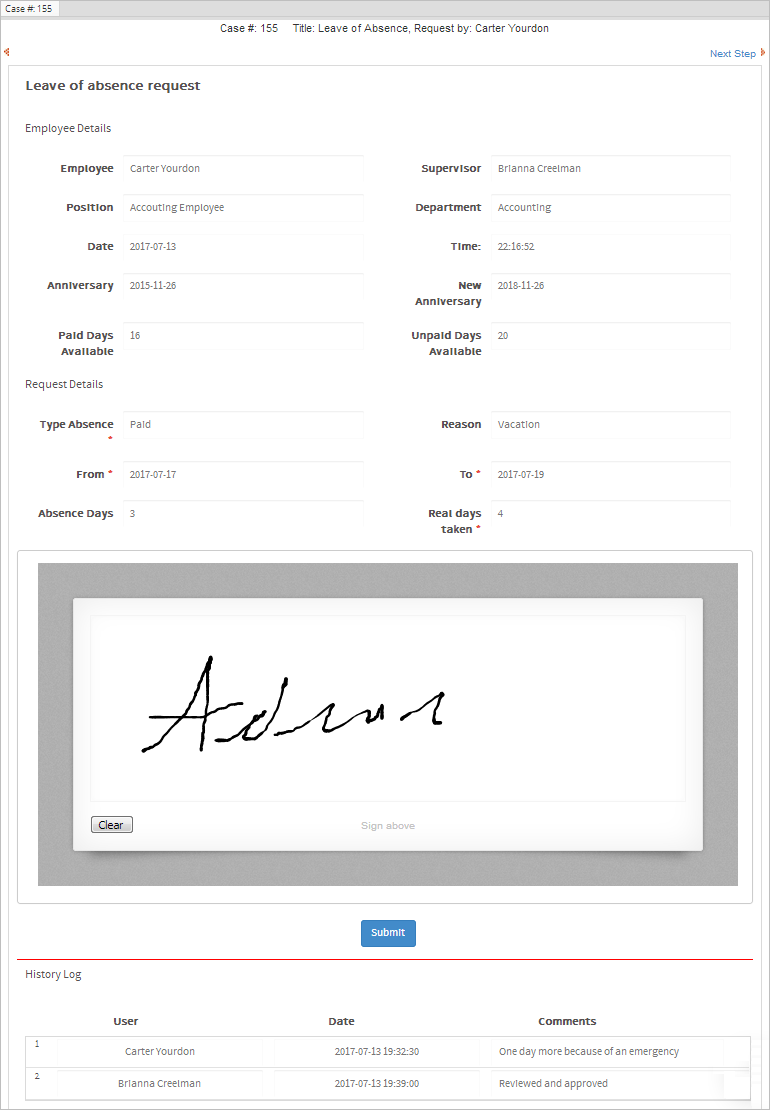 Case #: 155
Case #: 155 Title: Leave of Absence, Request by: Carter Yourdon
Next Step
Leave of absence request
Employee Details
Employee Carter Yourdon Supervisor Brianna Creelman
Position Accouting Employee Department Accounting
Date 2017-07-13 Time: 22:16:52
Anniversary 2015-11-26 New Anniversary 2018-11-26
Paid Days Available 16 Unpaid Days Available 20
Request Details
Type Absence * Paid Reason Vacation
From * 2017-07-17 To * 2017-07-19
Absence Days 3 Real days taken * 4
Clear Sign above
Submit
History Log
User Date Comments
1 Carter Yourdon 2017-07-13 19:32:30 One day more because of an emergency
2 Brianna Creelman 2017-07-13 19:39:00 Reviewed and approved